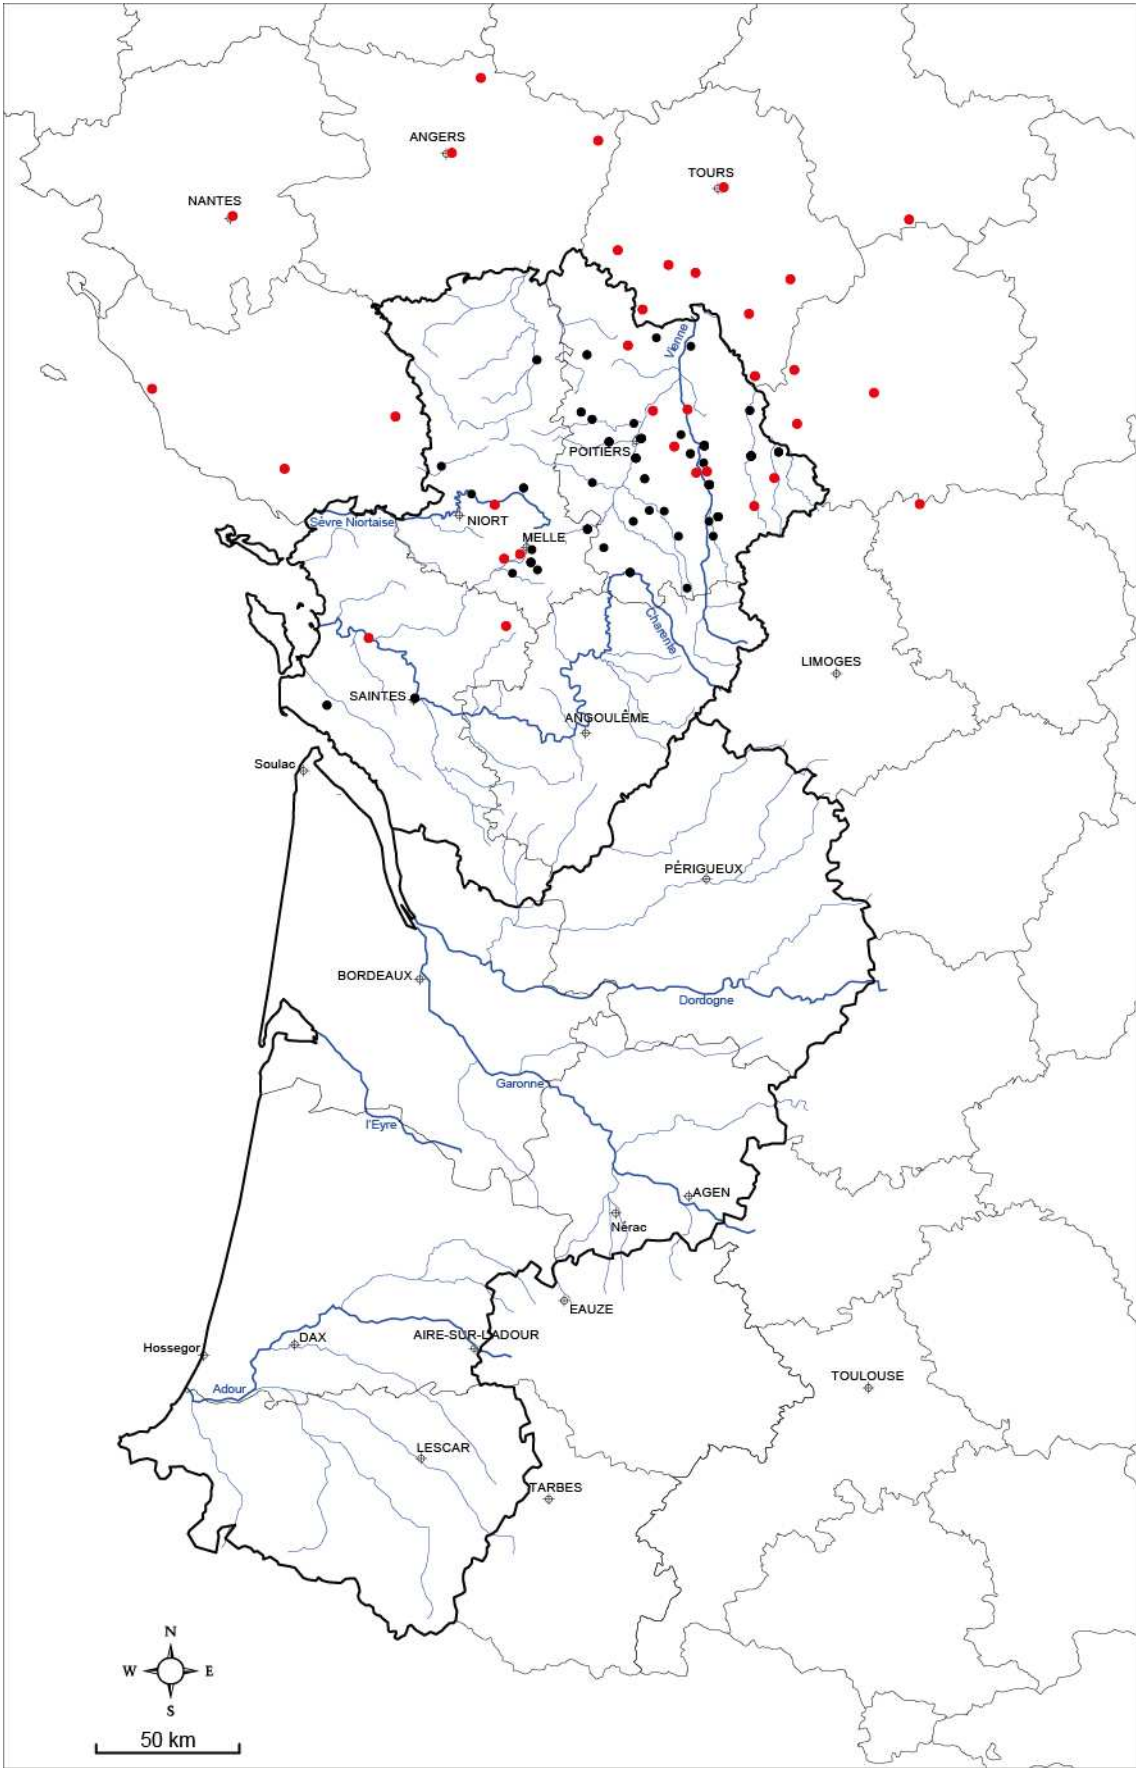 ANGERS
TOURS
NANTES
Vienne
POITIERS
Sèvre Niortaise
NIORT
MELLE
Charente
LIMOGES
SAINTES
ANGOULÊME
Soulac
PÉRIGUEUX
BORDEAUX
Dordogne
Garonne
l'Eyre
AGEN
Nérac
EAUZE
DAX
AIRE-SUR-L'ADOUR
Hossegor
TOULOUSE
Adour
LESCAR
TARBES
N
W E
S
50 km